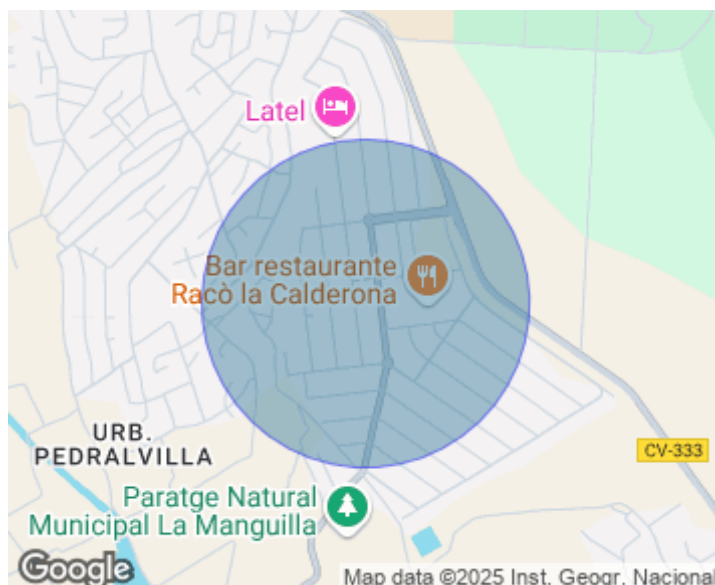 Latel
Bar restaurante
Racò la Calderona
URB.
PEDRALVILLA
CV-333
Paratge Natural
Municipal La Manguilla
Google
Map data ©2025 Inst. Geogr. Nacional